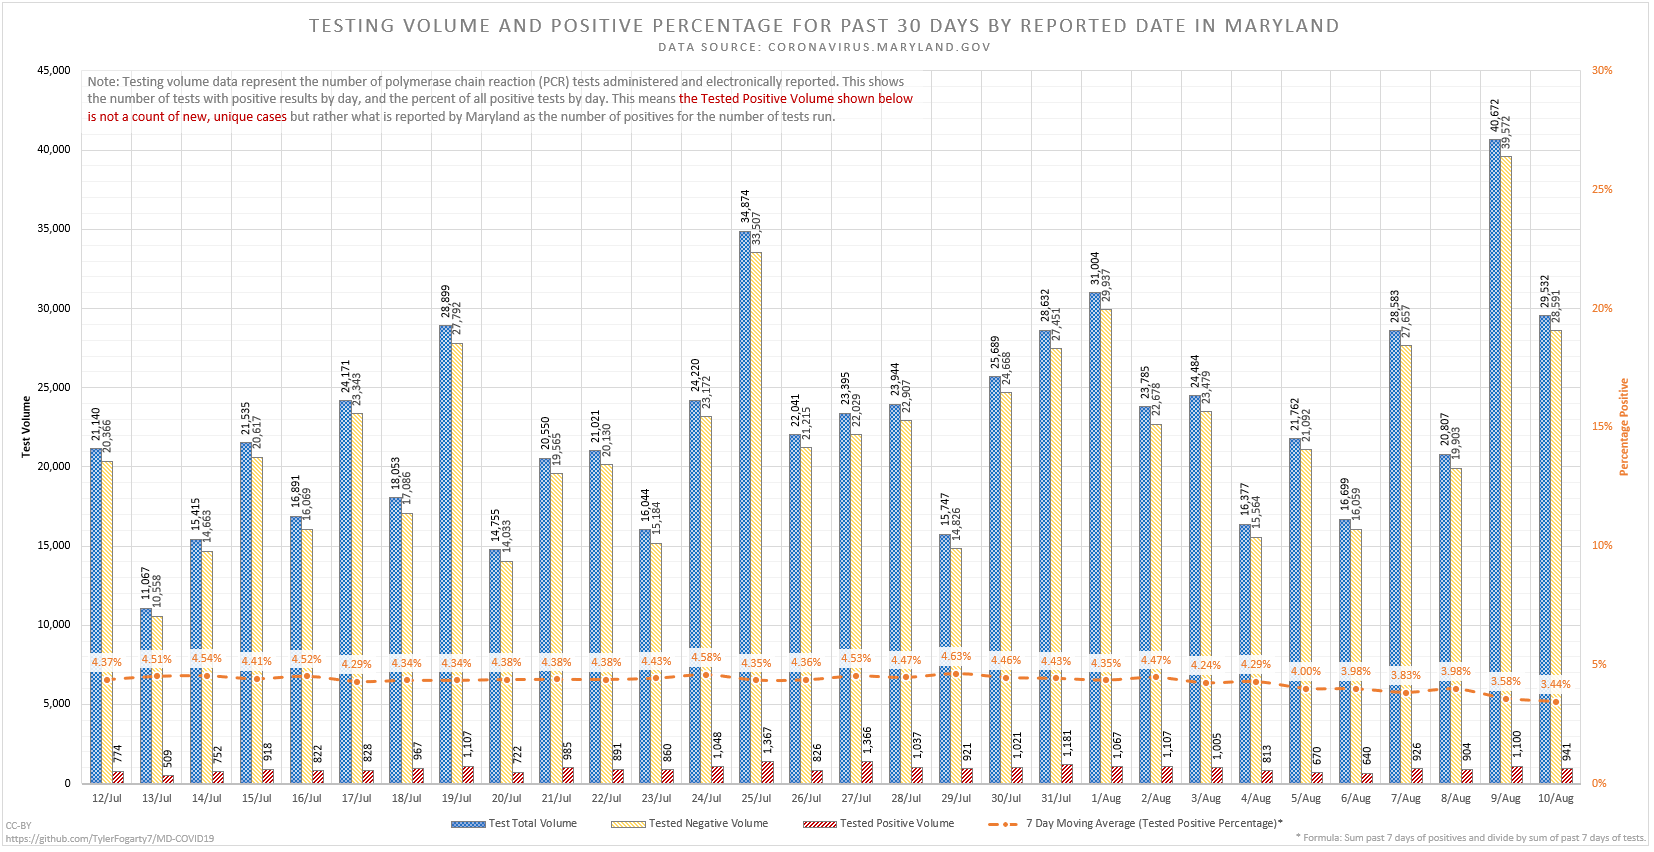 TESTING VOLUME AND POSITIVE PERCENTAGE FOR PAST 30 DAYS BY REPORTED DATE IN MARYLAND
DATA SOURCE: CORONAVIRUS.MARYLAND.GOV
Note: Testing volume data represent the number of polymerase chain reaction (PCR) tests administered and electronically reported. This shows
the number of tests with positive results by day, and the percent of all positive tests by day. This means the Tested Positive Volume shown below
is not a count of new, unique cases but rather what is reported by Maryland as the number of positives for the number of tests run.
Test Volume
45,000
40,000
35,000
30,000
25,000
20,000
15,000
10,000
5,000
0
Percentage Positive
30%
25%
20%
15%
10%
5%
0%
21,140 20,366 4.37% 774
11,067 10,558 4.51% 509
15,415 14,663 4.54% 752
21,535 20,617 4.41% 918
16,891 16,069 4.52% 822
24,171 23,343 4.29% 828
18,053 17,086 4.34% 967
28,899 27,792 4.34% 1,107
14,755 14,033 4.38% 722
20,550 19,565 4.38% 985
21,021 20,130 4.38% 891
16,044 15,184 4.43% 860
24,220 23,172 4.58% 1,048
34,874 33,507 4.35% 1,367
22,041 21,215 4.36% 826
23,395 22,029 4.53% 1,366
23,944 22,907 4.47% 1,037
15,747 14,826 4.63% 921
25,689 24,668 4.46% 1,021
28,632 27,451 4.43% 1,181
31,004 29,937 4.35% 1,067
23,785 22,678 4.47% 1,107
24,484 23,479 4.24% 1,005
16,377 15,564 4.29% 813
21,762 21,092 4.00% 670
16,699 16,059 3.98% 640
28,583 27,657 3.83% 926
20,807 19,903 3.98% 904
40,672 39,572 3.58% 1,100
29,532 28,591 3.44% 941
12/Jul 13/Jul 14/Jul 15/Jul 16/Jul 17/Jul 18/Jul 19/Jul 20/Jul 21/Jul 22/Jul 23/Jul 24/Jul 25/Jul 26/Jul 27/Jul 28/Jul 29/Jul 30/Jul 31/Jul 1/Aug 2/Aug 3/Aug 4/Aug 5/Aug 6/Aug 7/Aug 8/Aug 9/Aug 10/Aug
Test Total Volume Tested Negative Volume Tested Positive Volume 7 Day Moving Average (Tested Positive Percentage)*
CC-BY
https://github.com/TylerFogarty7/MD-COVID19
* Formula: Sum past 7 days of positives and divide by sum of past 7 days of tests.